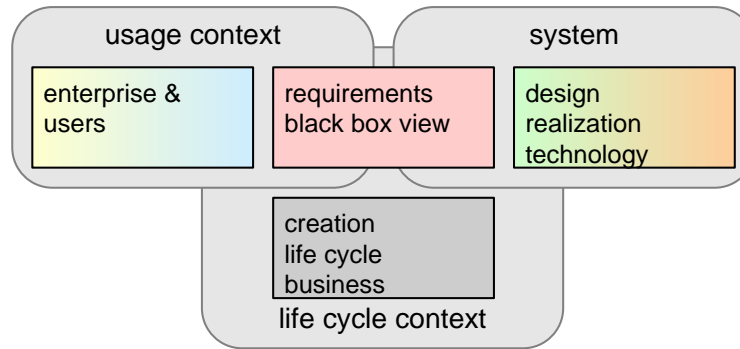 usage context
system
enterprise &
users
requirements
black box view
design
realization
technology
creation
life cycle
business
life cycle context